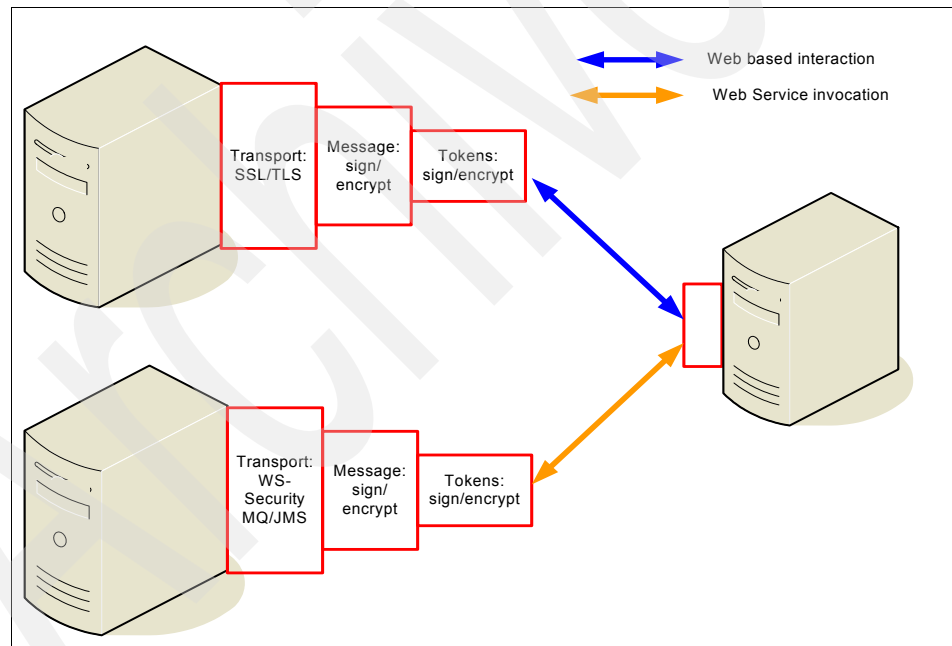 Web based interaction
Web Service invocation
Transport:
SSL/TLS
Message:
sign/
encrypt
Tokens:
sign/encrypt
Transport:
WS-
Security
MQ/JMS
Message:
sign/
encrypt
Tokens:
sign/encrypt